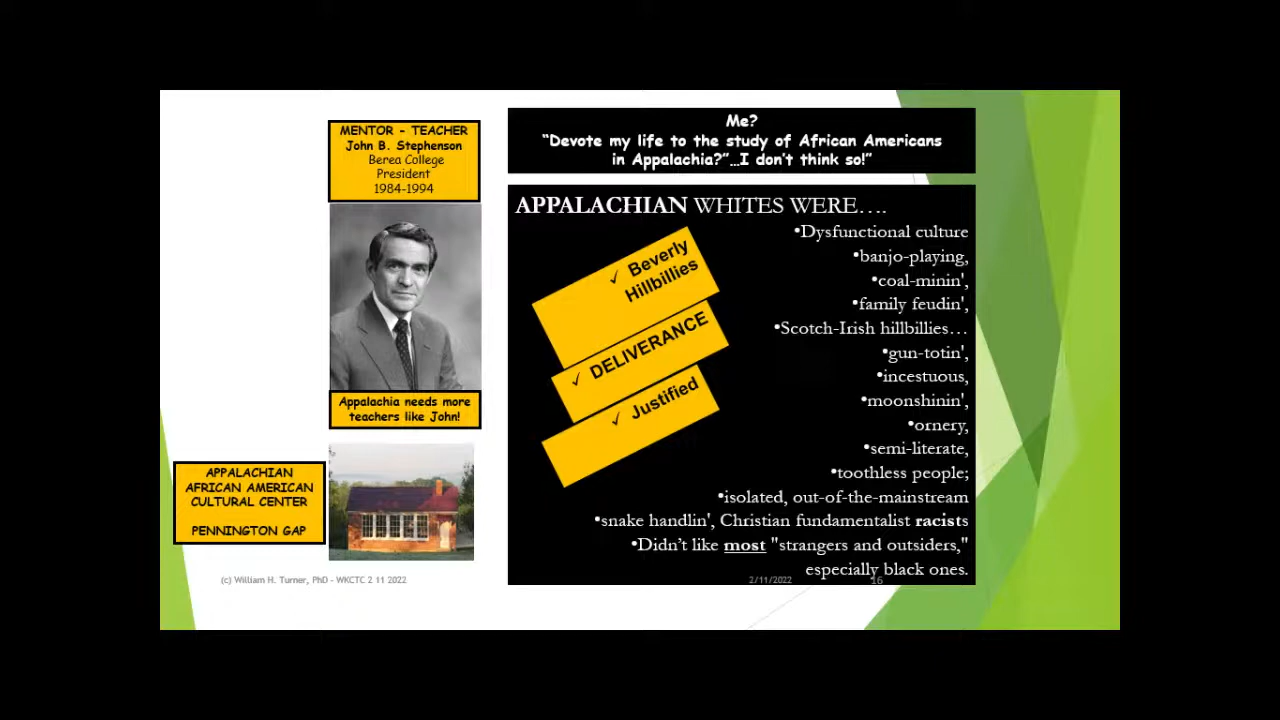 MENTOR - TEACHER
John B. Stephenson
Berea College
President
1984-1994
Appalachia needs more
teachers like John!
APPALACHIAN
AFRICAN AMERICAN
CULTURAL CENTER
PENNINGTON GAP
(c) William H. Turner, PhD - WKCTC 2 11 2022
Me?
“Devote my life to the study of African Americans
in Appalachia?”…I don’t think so!”
APPALACHIAN WHITES WERE….
✓ Beverly
Hillbillies
✓ DELIVERANCE
✓ Justified
•Dysfunctional culture
•banjo-playing,
•coal-minin',
•family feudin',
•Scotch-Irish hillbillies…
•gun-totin',
•incestuous,
•moonshinin',
•ornery,
•semi-literate,
•toothless people;
•isolated, out-of-the-mainstream
•snake handlin', Christian fundamentalist racists
•Didn’t like most "strangers and outsiders,"
especially black ones.
2/11/2022
16